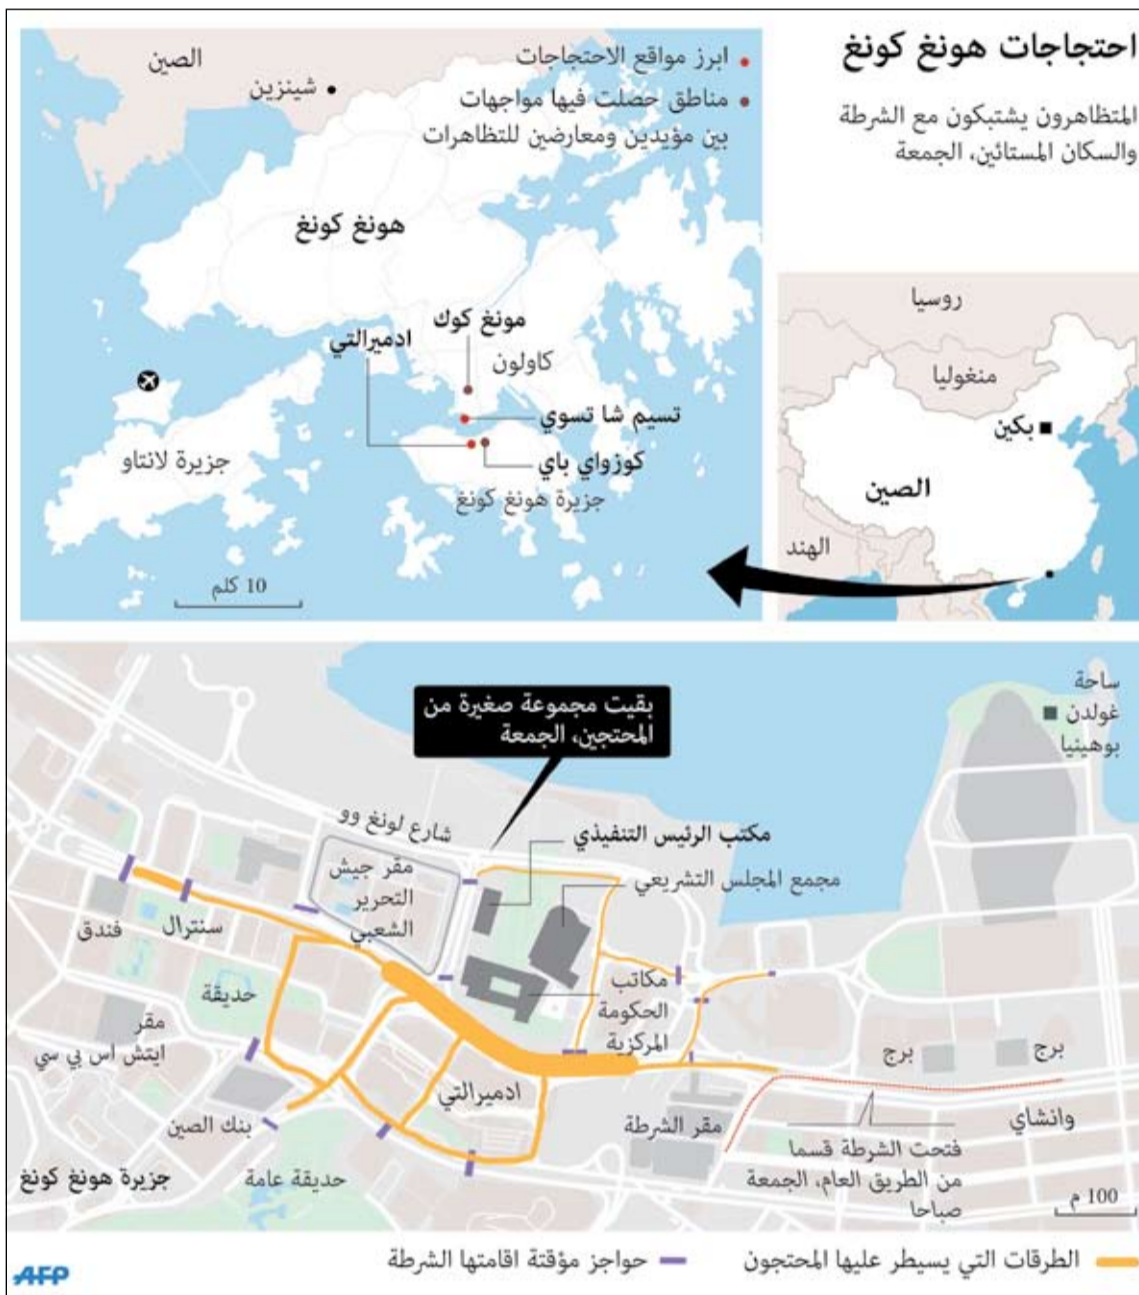 احتجاجات هونغ كونغ
المتظاهرون يشتبكون مع الشرطة
والسكان المستائين، الجمعة
ابرز مواقع الاحتجاجات
مناطق حصلت فيها مواجهات
بين مؤيدين ومعارضين للتظاهرات
الصين
شينزين
هونغ كونغ
مونغ كوك
ادميرالتي
كاولون
تسيم شا تسوي
كوزواي باي
جزيرة هونغ كونغ
جزيرة لانتاو
10 كلم
روسيا
منغوليا
بكين
الصين
الهند
ساحة
غولدن
بوهينيا
بقيت مجموعة صغيرة من
المحتجين، الجمعة
شارع لونغ وو
مكتب الرئيس التنفيذي
مجمع المجلس التشريعي
مقر جيش
التحرير
الشعبي
سنترال
فندق
مكاتب
الحكومة
المركزية
حديقة
مقر
ايتش اس بي سي
برج
برج
ادميرالتي
بنك الصين
مقر الشرطة
وانشاي
فتحت الشرطة قسما
من الطريق العام، الجمعة
صباحا
حديقة عامة
جزيرة هونغ كونغ
100 م
الطرقات التي يسيطر عليها المحتجون
حواجز مؤقتة اقامتها الشرطة
AFP